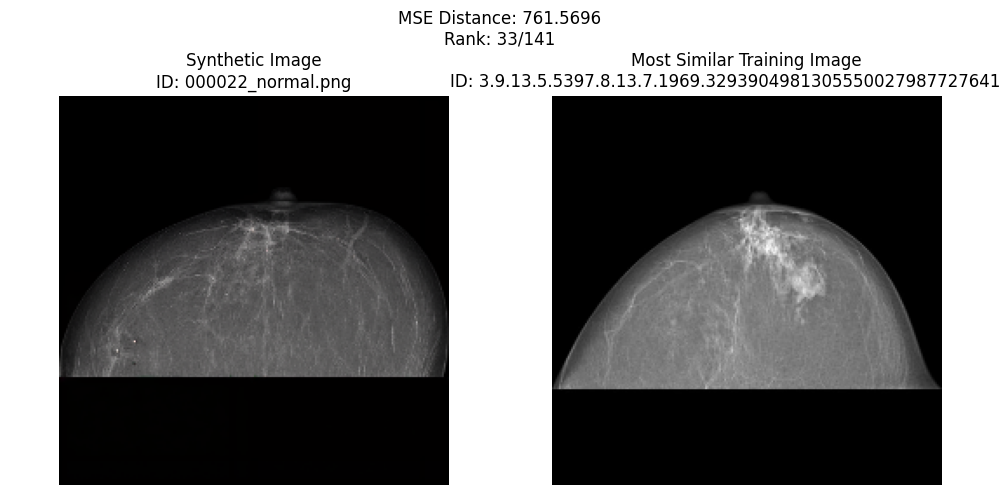 MSE Distance: 761.5696
Rank: 33/141
Synthetic Image
ID: 000022_normal.png
Most Similar Training Image
ID: 3.9.13.5.5397.8.13.7.1969.3293904981305550027987727641